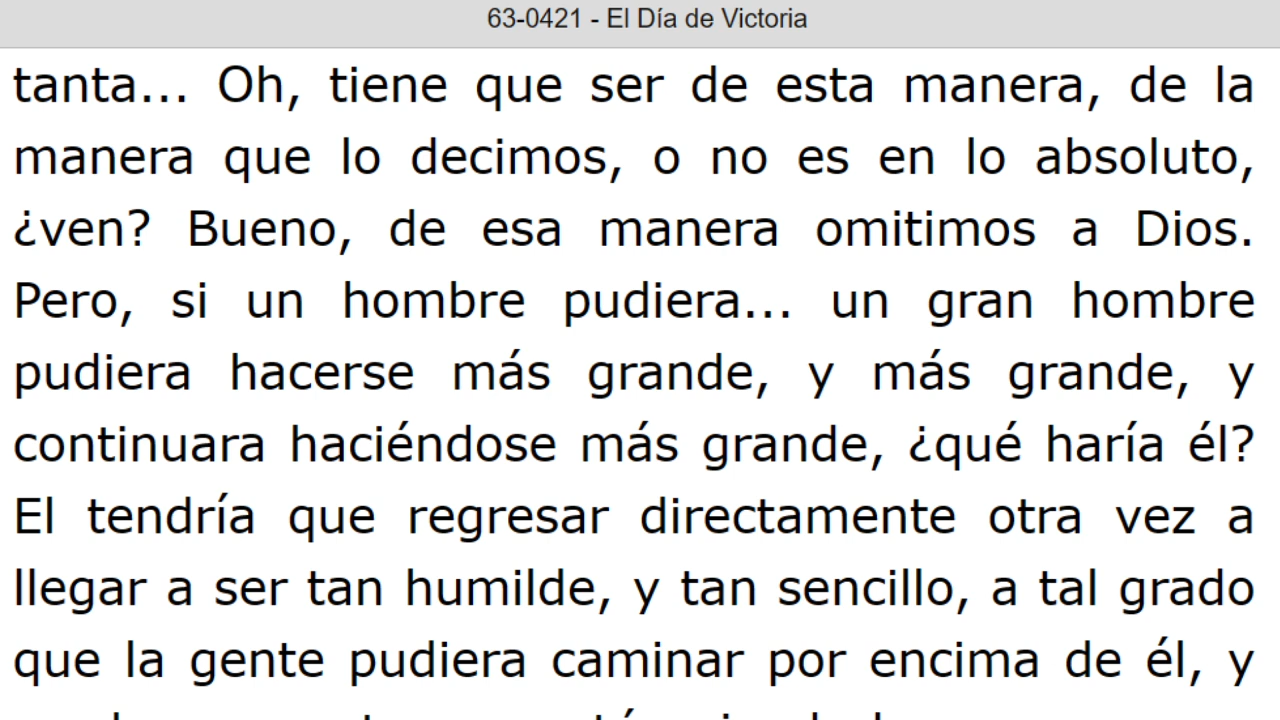 63-0421 - El Día de Victoria
tanta... Oh, tiene que ser de esta manera, de la
manera que lo decimos, o no es en lo absoluto,
¿ven? Bueno, de esa manera omitimos a Dios.
Pero, si un hombre pudiera... un gran hombre
pudiera hacerse más grande, y más grande, y
continuara haciéndose más grande, ¿qué haría él?
El tendría que regresar directamente otra vez a
llegar a ser tan humilde, y tan sencillo, a tal grado
que la gente pudiera caminar por encima de él, y